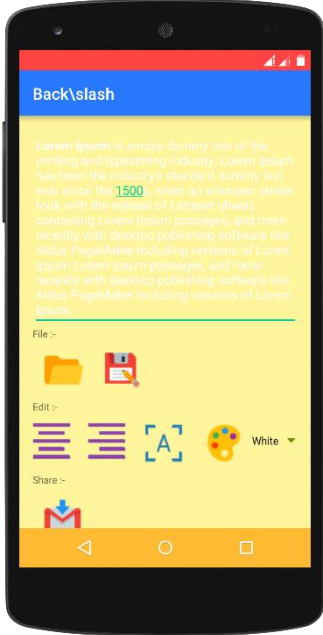 Back\slash
Lorem Ipsum is simply dummy text of the
printing and typesetting industry. Lorem Ipsum
has been the industry's standard dummy text
ever since the 1500 s, when an unknown printer
took with the release of Letraset sheets
containing Lorem Ipsum passages, and more
recently with desktop publishing software like
Aldus PageMaker including versions of Lorem
Ipsum.Lorem Ipsum passages, and more
recently with desktop publishing software like
Aldus PageMaker including versions of Lorem
Ipsum.
File :-
Edit :-
A
White
Share :-